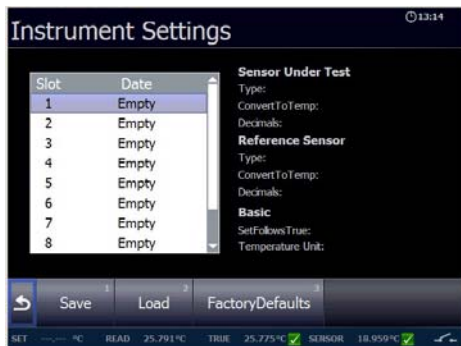 Instrument Settings
13:14
Slot Date
1 Empty
2 Empty
3 Empty
4 Empty
5 Empty
6 Empty
7 Empty
8 Empty
Sensor Under Test
Type:
ConvertToTemp:
Decimals:
Reference Sensor
Type:
ConvertToTemp:
Decimals:
Basic
SetFollowsTrue:
Temperature Unit:
1
Save
2
Load
3
FactoryDefaults
SET ---.--- °C READ 25.791°C TRUE 25.775°C SENSOR 18.959°C